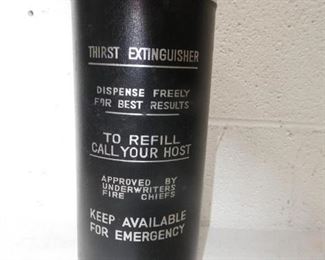 THIRST EXTINGUISHER
DISPENSE FREELY
FOR BEST RESULTS
TO REFILL
CALL YOUR HOST
APPROVED BY
UNDERWRITERS
FIRE CHIEFS
KEEP AVAILABLE
FOR EMERGENCY